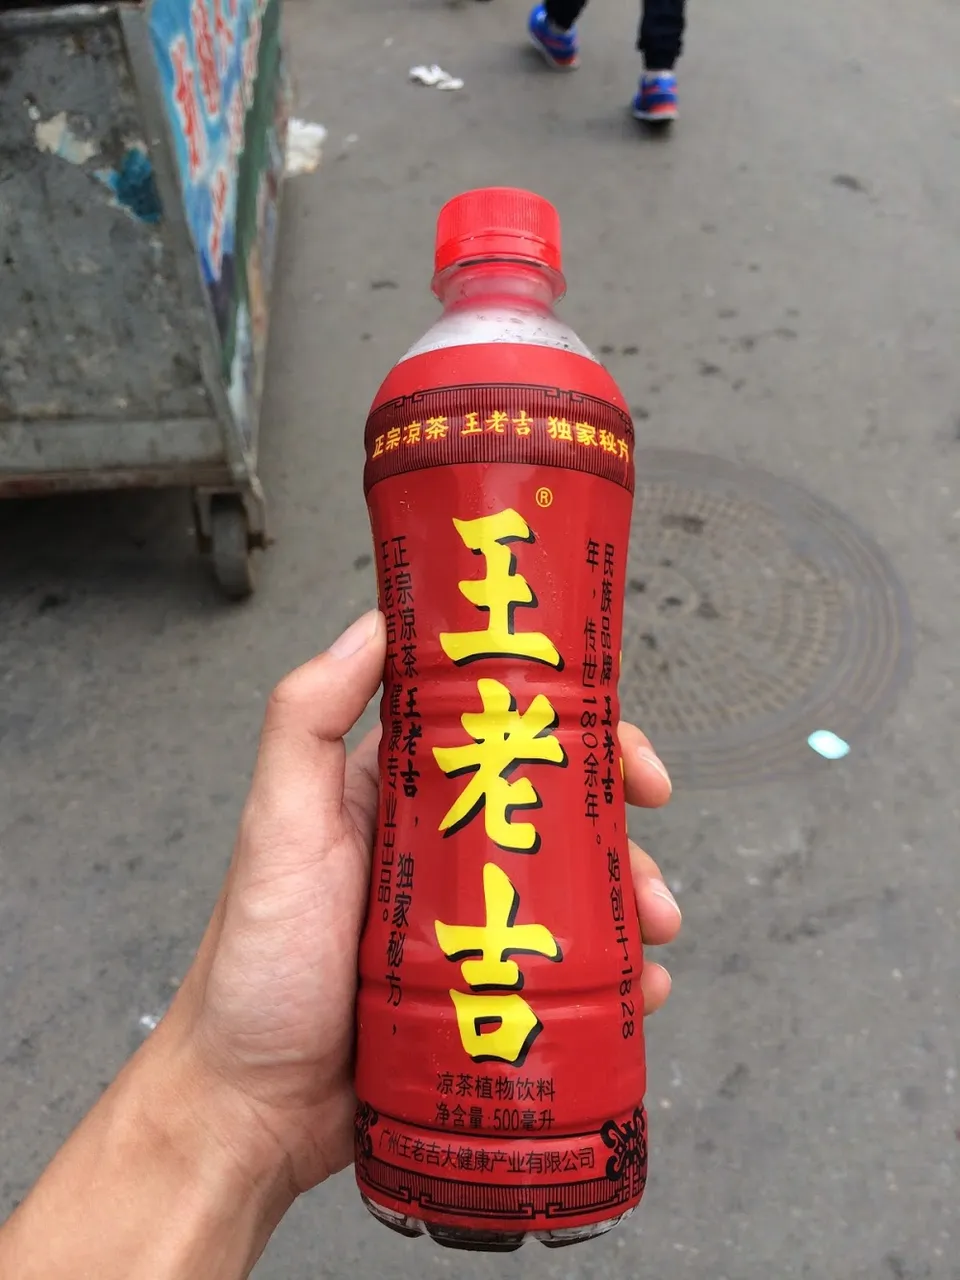 正宗凉茶 王老吉 独家秘方
®
王老吉
民族品牌王老吉，始创于1828
年，传世180余年。
正宗凉茶王老吉，独家秘方，
王老吉大健康专业出品。
凉茶植物饮料
净含量:500毫升
广州王老吉大健康产业有限公司